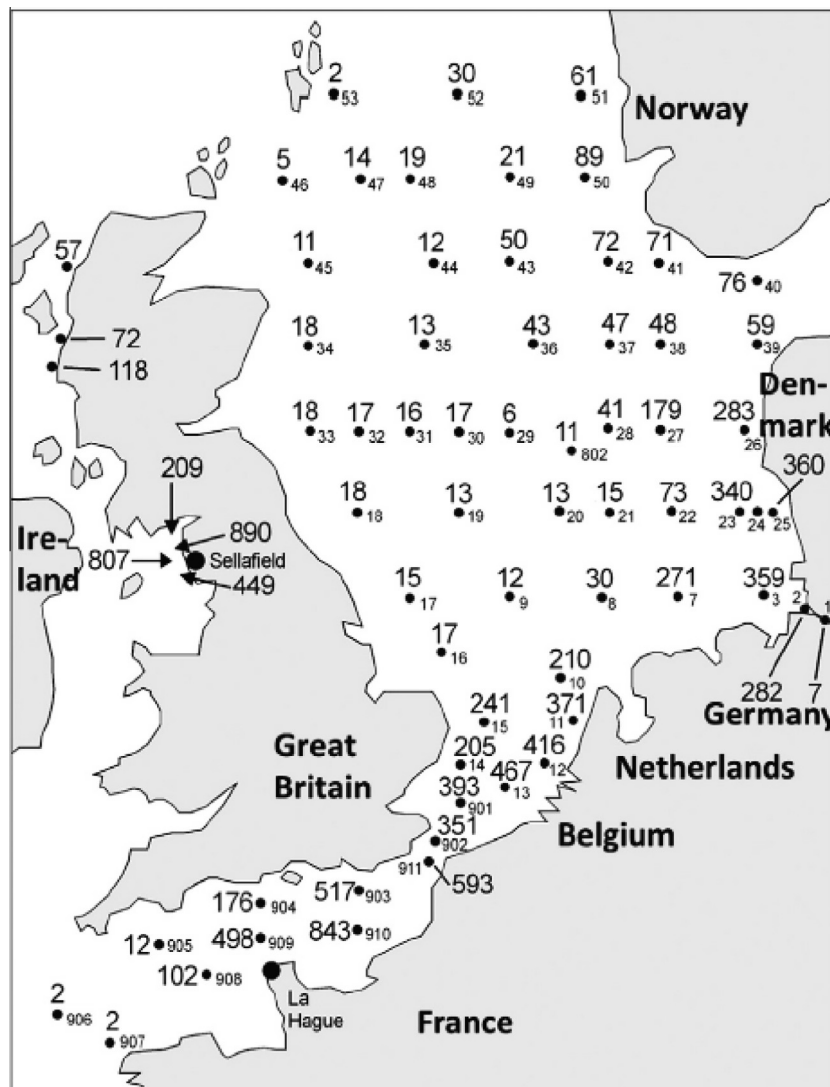 2 30 61
53 52 51
Norway
5 14 19 21 89
46 47 48 49 50
57 11 12 50 72 71
45 44 43 42 41
76 40
72 18 13 43 47 48 59
34 35 36 37 38 39
118
Den-
mark
18 17 16 17 6 41 179 283
33 32 31 30 29 28 27 26
11
802
209
360
18 13 13 15 73 340
18 19 20 21 22 23 24 25
890
Ire-
land
807 Sellafield
449
15 12 30 271 359
17 9 8 7 3 2 1
17
16
210
10
282 7
241 371
15 11
Germany
Great
Britain
205 416
14 12
Netherlands
467
13
393
901
351
902
Belgium
911
593
517 903
176 904
843 910
498 909
12 905
102 908
La
Hague
2
906
2
907
France